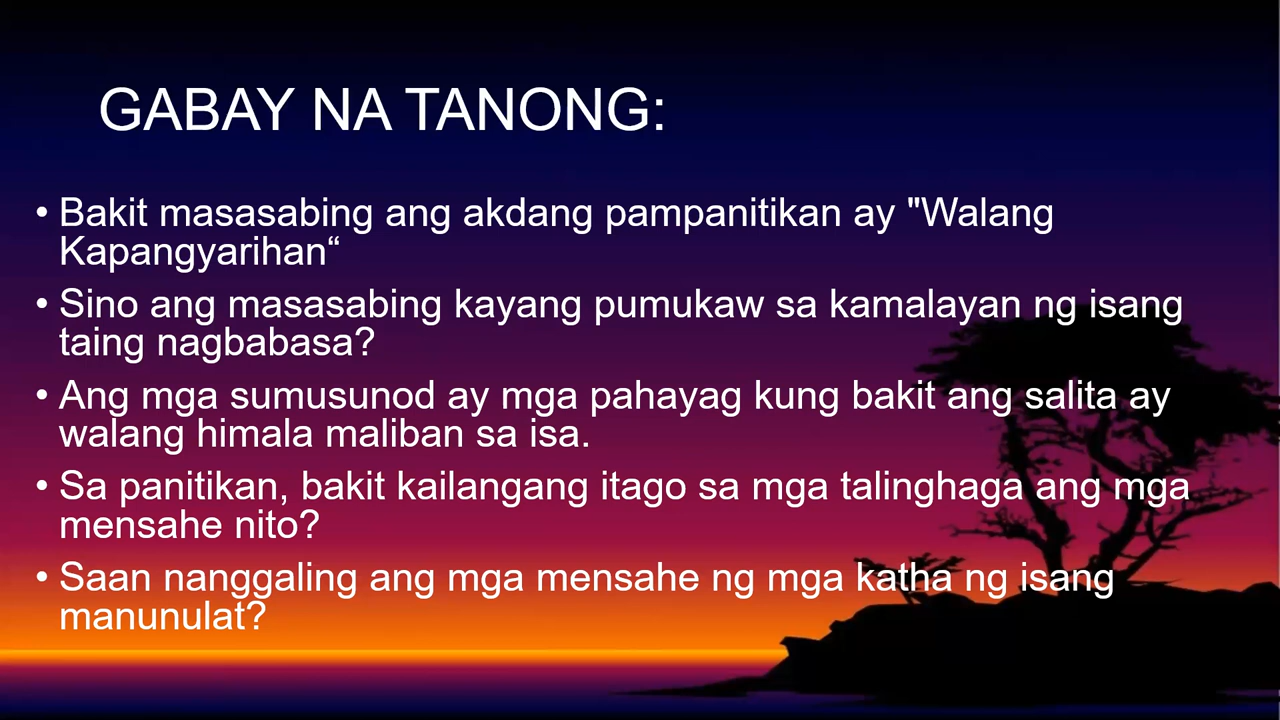 GABAY NA TANONG:
• Bakit masasabing ang akdang pampanitikan ay "Walang
Kapangyarihan“
• Sino ang masasabing kayang pumukaw sa kamalayan ng isang
taing nagbabasa?
• Ang mga sumusunod ay mga pahayag kung bakit ang salita ay
walang himala maliban sa isa.
• Sa panitikan, bakit kailangang itago sa mga talinghaga ang mga
mensahe nito?
• Saan nanggaling ang mga mensahe ng mga katha ng isang
manunulat?